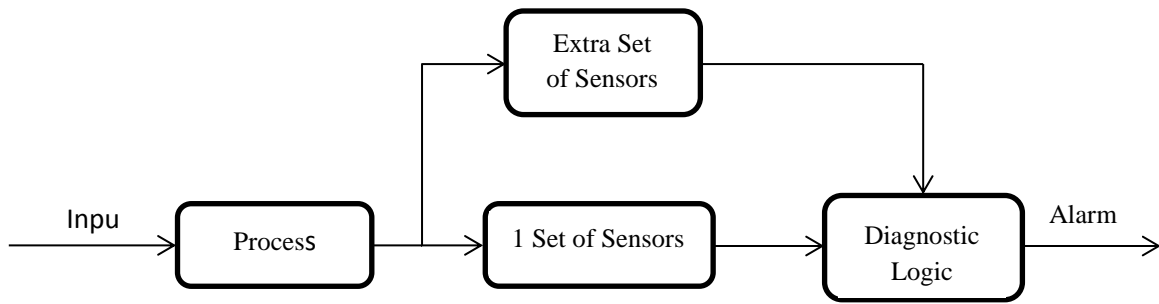 Extra Set
of Sensors
Inpu
Process
1 Set of Sensors
Diagnostic
Logic
Alarm